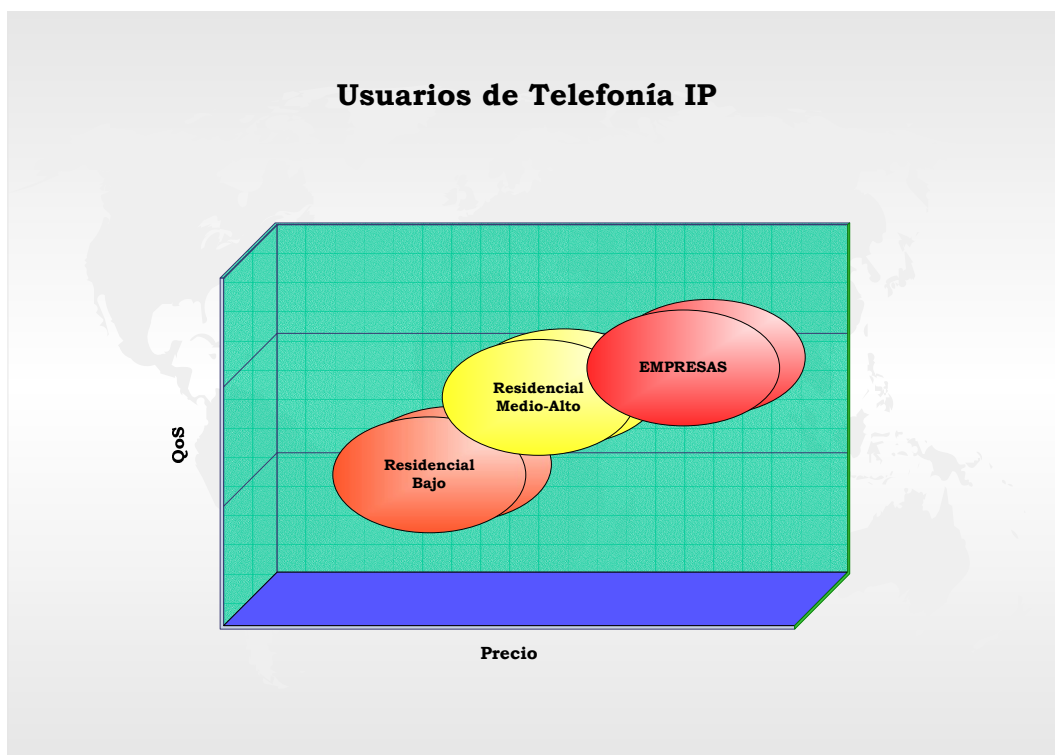 Usuarios de Telefonía IP
EMPRESAS
Residencial
Medio-Alto
Residencial
Bajo
QoS
Precio